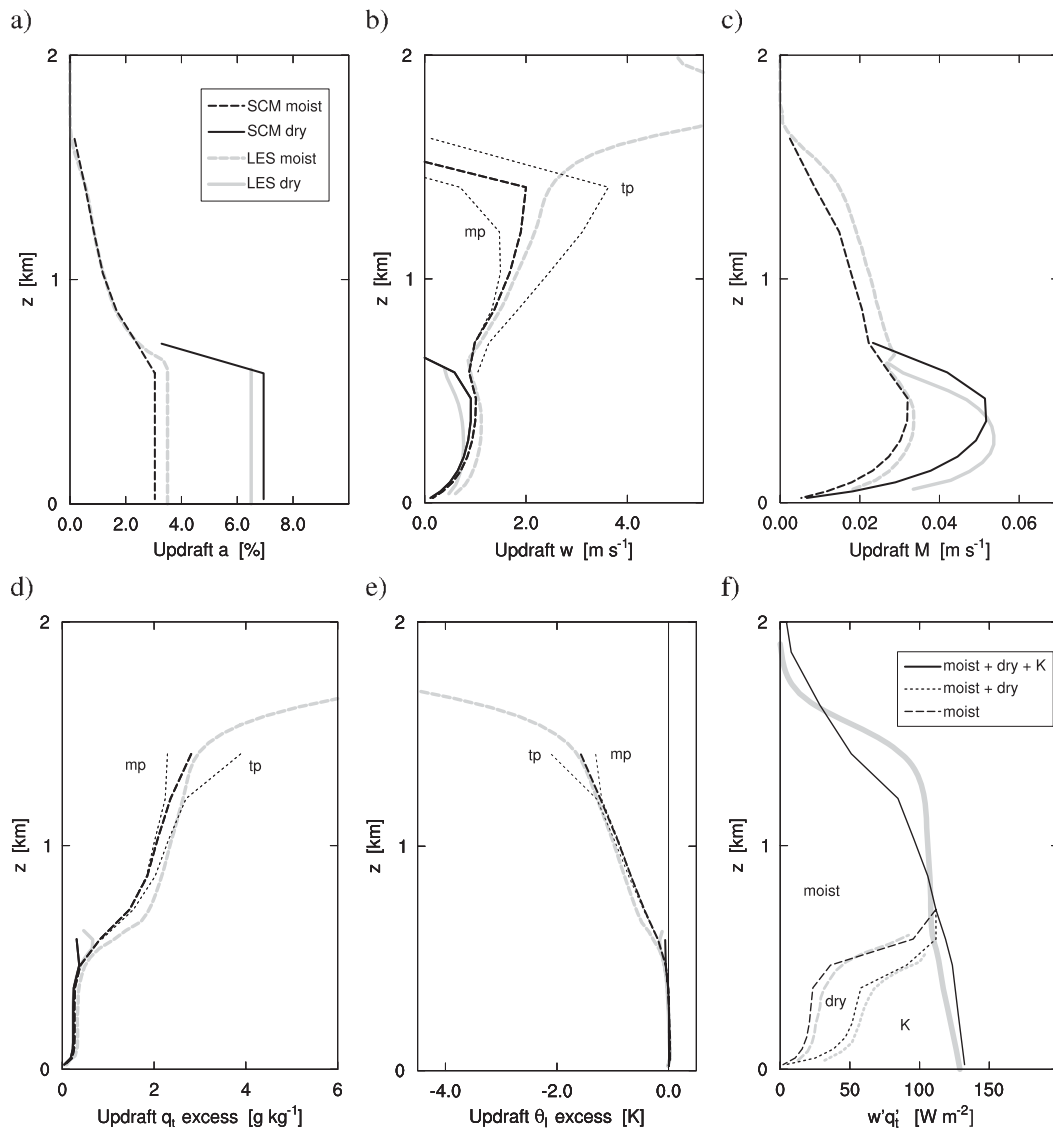 a)
2
SCM moist
SCM dry
LES moist
LES dry
z [km]
1
0
0.0 2.0 4.0 6.0 8.0
Updraft a [%]
b)
2
tp
mp
z [km]
1
0
0.0 2.0 4.0
Updraft w [m s⁻¹]
c)
2
z [km]
1
0
0.00 0.02 0.04 0.06
Updraft M [m s⁻¹]
d)
2
mp
tp
z [km]
1
0
0 2 4 6
Updraft qₜ excess [g kg⁻¹]
e)
2
tp
mp
z [km]
1
0
-4.0 -2.0 0.0
Updraft θₗ excess [K]
f)
2
moist + dry + K
moist + dry
moist
z [km]
1
moist
dry
K
0
0 50 100 150
w'qₜ' [W m⁻²]